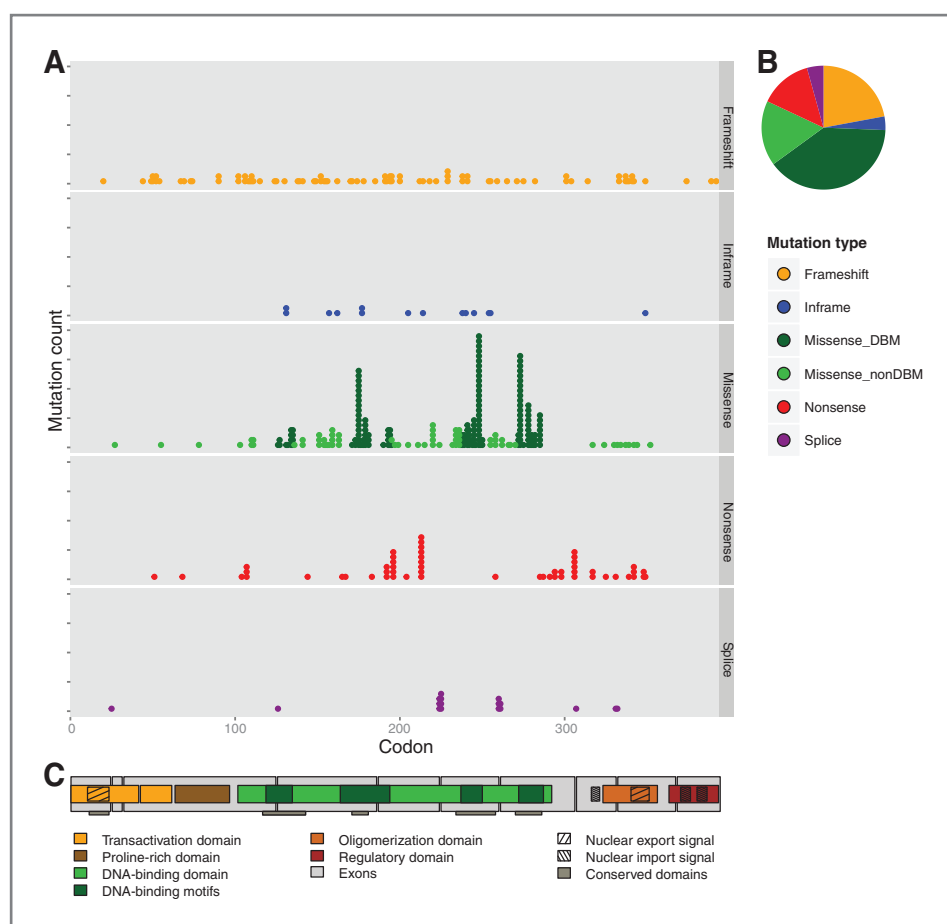 A
B
Mutation count
Frameshift
Inframe
Missense
Nonsense
Splice
0
100
200
300
Codon
Mutation type
Frameshift
Inframe
Missense_DBM
Missense_nonDBM
Nonsense
Splice
C
Transactivation domain
Proline-rich domain
DNA-binding domain
DNA-binding motifs
Oligomerization domain
Regulatory domain
Exons
Nuclear export signal
Nuclear import signal
Conserved domains